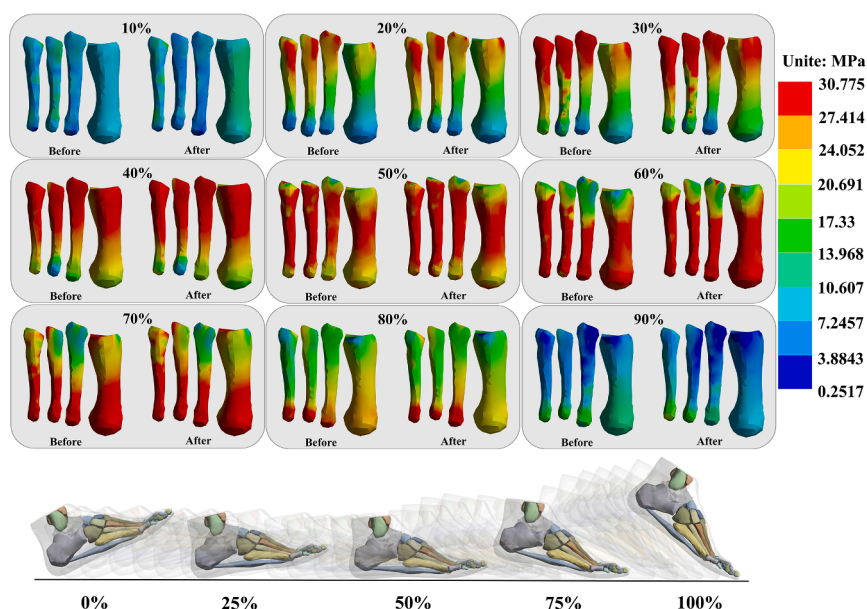 10%
20%
30%
Before
After
Before
After
Before
After
40%
50%
60%
Before
After
Before
After
Before
After
70%
80%
90%
Before
After
Before
After
Before
After
Unite: MPa
30.775
27.414
24.052
20.691
17.33
13.968
10.607
7.2457
3.8843
0.2517
0%
25%
50%
75%
100%